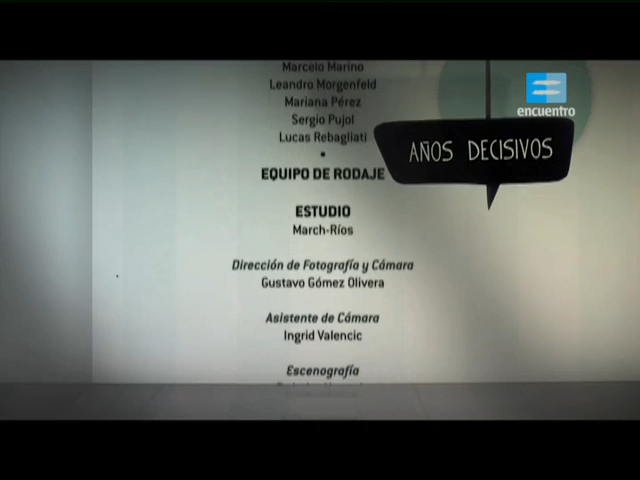 Marcelo Marino
Leandro Morgenfeld
Mariana Pérez
Sergio Pujol
Lucas Rebagliati
EQUIPO DE RODAJE
ESTUDIO
March-Ríos
Dirección de Fotografía y Cámara
Gustavo Gómez Olivera
Asistente de Cámara
Ingrid Valencic
Escenografía
encuentro
AÑOS DECISIVOS